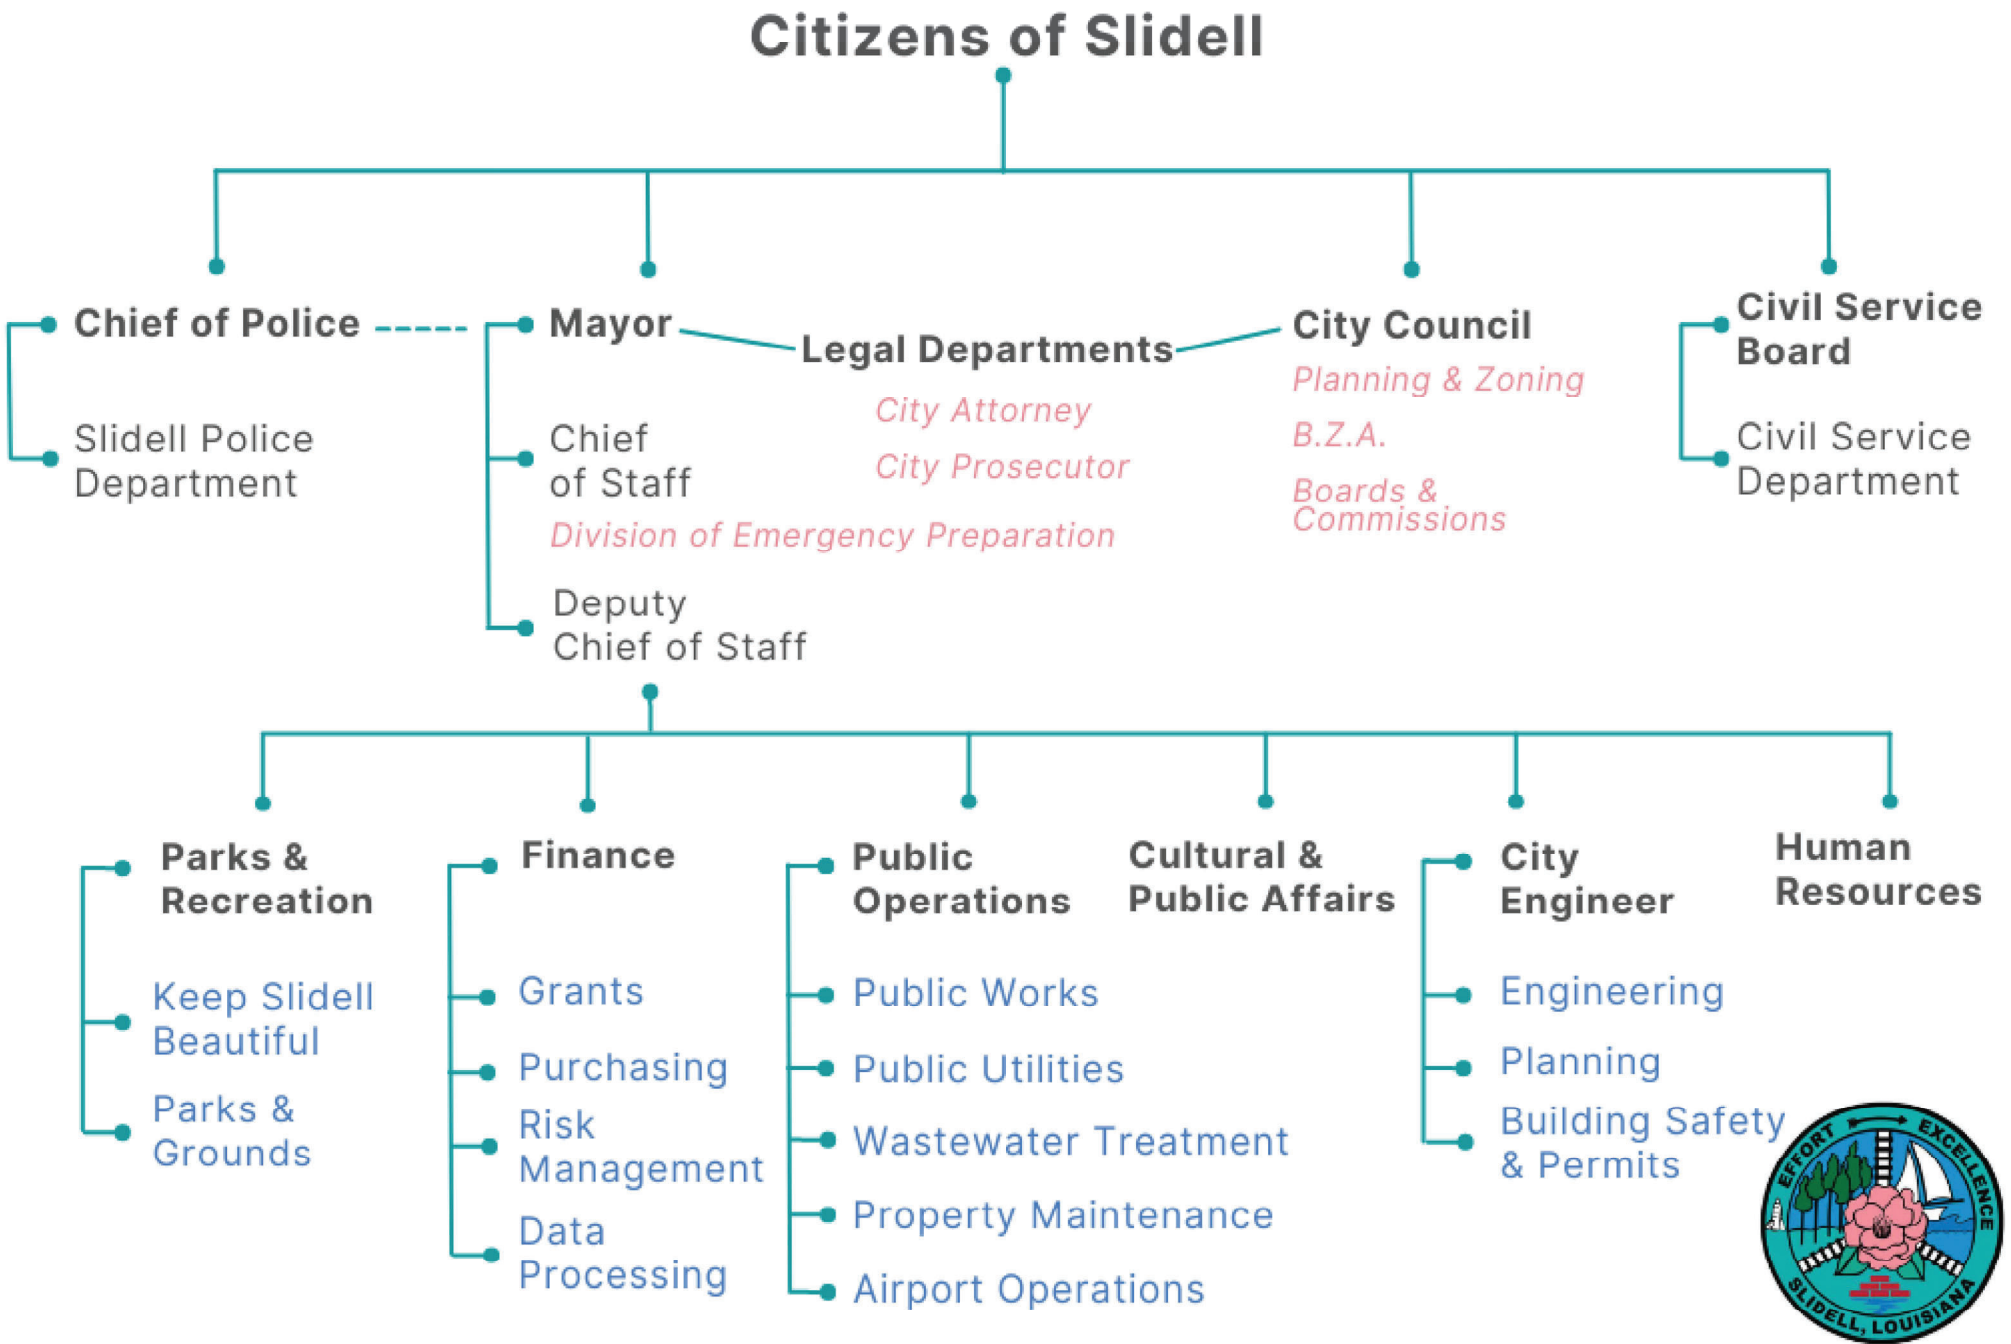 Citizens of Slidell
Chief of Police
Slidell Police
Department
Mayor
Chief
of Staff
Division of Emergency Preparation
Deputy
Chief of Staff
Legal Departments
City Attorney
City Prosecutor
City Council
Planning & Zoning
B.Z.A.
Boards &
Commissions
Civil Service
Board
Civil Service
Department
Parks &
Recreation
Keep Slidell
Beautiful
Parks &
Grounds
Finance
Grants
Purchasing
Risk
Management
Data
Processing
Public
Operations
Public Works
Public Utilities
Wastewater Treatment
Property Maintenance
Airport Operations
Cultural &
Public Affairs
City
Engineer
Engineering
Planning
Building Safety
& Permits
Human
Resources
EFFORT EXCELLENCE
SLIDELL, LOUISIANA